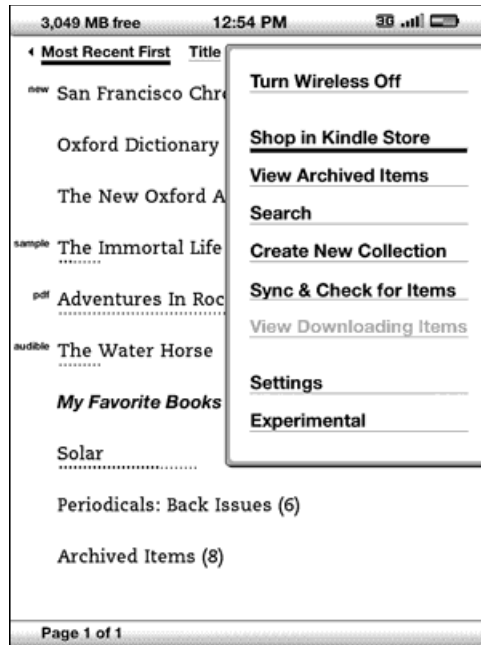 3,049 MB free 12:54 PM 3G
Most Recent First Title
new San Francisco Chr
Oxford Dictionary
The New Oxford A
sample The Immortal Life
pdf Adventures In Roc
audible The Water Horse
My Favorite Books
Solar
Periodicals: Back Issues (6)
Archived Items (8)
Turn Wireless Off
Shop in Kindle Store
View Archived Items
Search
Create New Collection
Sync & Check for Items
View Downloading Items
Settings
Experimental
Page 1 of 1